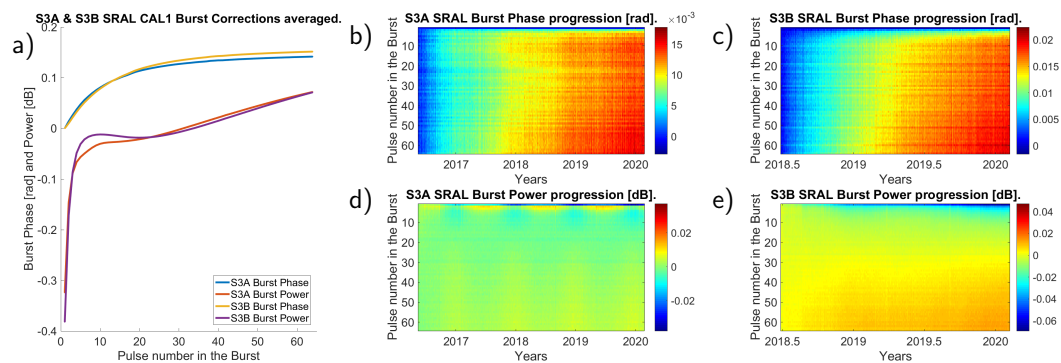 a)
S3A & S3B SRAL CAL1 Burst Corrections averaged.
Burst Phase [rad] and Power [dB]
0.2
0.1
0
-0.1
-0.2
-0.3
-0.4
0 10 20 30 40 50 60
Pulse number in the Burst
S3A Burst Phase
S3A Burst Power
S3B Burst Phase
S3B Burst Power
b)
S3A SRAL Burst Phase progression [rad].
×10⁻³
Pulse number in the Burst
10
20
30
40
50
60
2017 2018 2019 2020
Years
15
10
5
0
c)
S3B SRAL Burst Phase progression [rad].
Pulse number in the Burst
10
20
30
40
50
60
2018.5 2019 2019.5 2020
Years
0.02
0.015
0.01
0.005
0
d)
S3A SRAL Burst Power progression [dB].
Pulse number in the Burst
10
20
30
40
50
60
2017 2018 2019 2020
Years
0.02
0
-0.02
e)
S3B SRAL Burst Power progression [dB].
Pulse number in the Burst
10
20
30
40
50
60
2018.5 2019 2019.5 2020
Years
0.04
0.02
0
-0.02
-0.04
-0.06